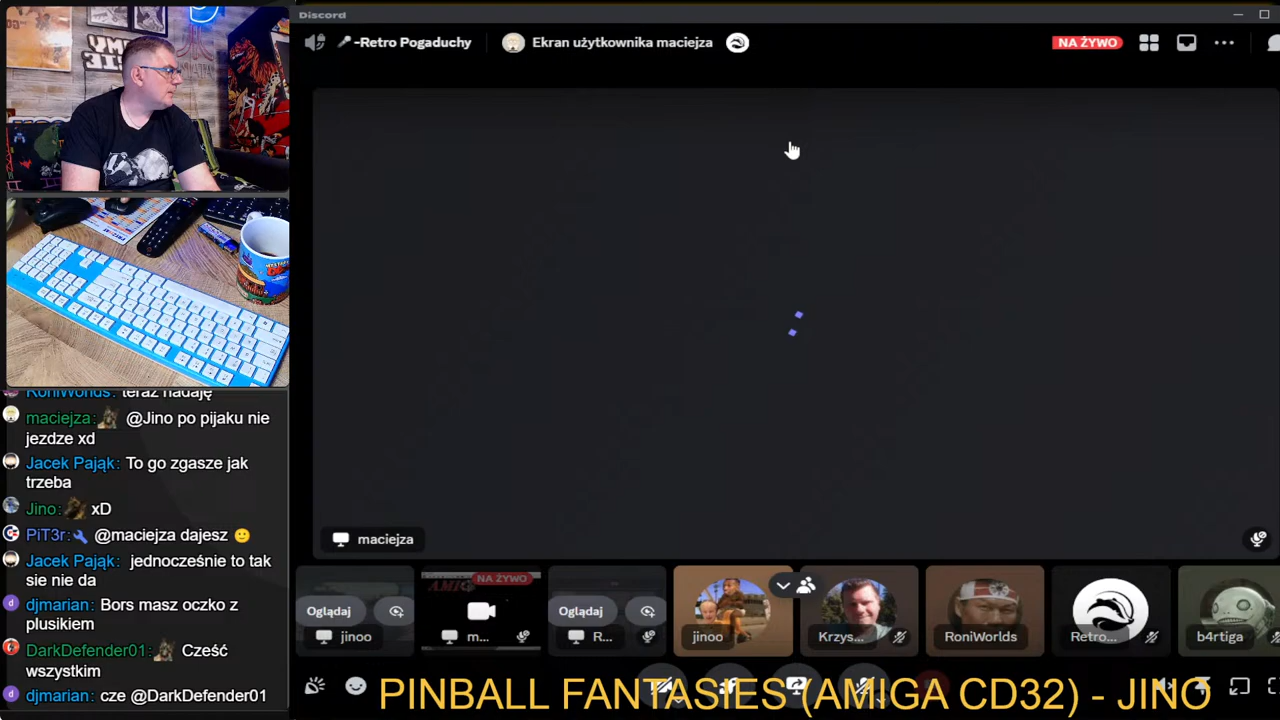 Discord
-Retro Pogaduchy
Ekran użytkownika maciejza
NA ŻYWO
RoniWorlds: teraz nadaję
maciejza: @Jino po pijaku nie
jezdze xd
Jacek Pająk: To go zgasze jak
trzeba
Jino: xD
PiT3r: @maciejza dajesz 🙂
Jacek Pająk: jednocześnie to tak
sie nie da
djmarian: Bors masz oczko z
plusikiem
DarkDefender01: Cześć
wszystkim
djmarian: cze @DarkDefender01
maciejza
NA ŻYWO
Oglądaj
Oglądaj
jinoo
m...
R...
jinoo
Krzys...
RoniWorlds
Retro...
b4rtiga
PINBALL FANTASIES (AMIGA CD32) - JINO